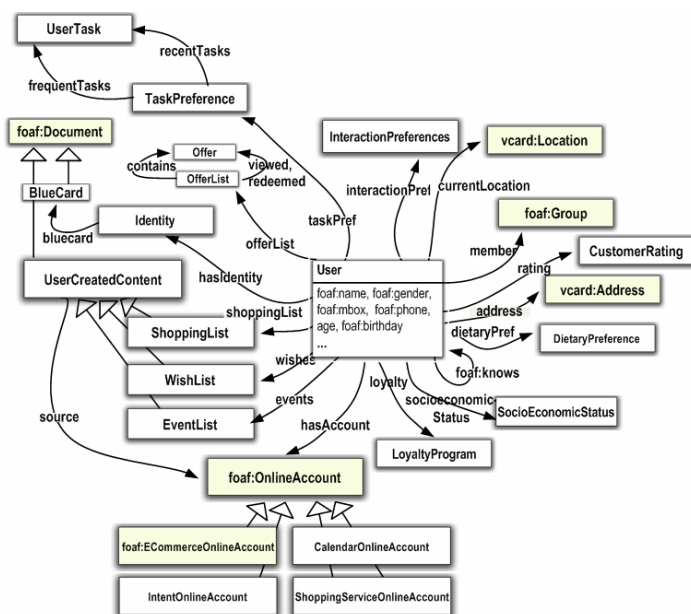 UserTask
recentTasks
frequentTasks
TaskPreference
foaf:Document
InteractionPreferences
vcard:Location
Offer
contains
viewed,
redeemed
OfferList
BlueCard
interactionPref
currentLocation
Identity
taskPref
foaf:Group
bluecard
offerList
member
CustomerRating
hasIdentity
User
rating
UserCreatedContent
vcard:Address
foaf:name, foaf:gender,
foaf:mbox, foaf:phone,
age, foaf:birthday
...
shoppingList
address
ShoppingList
dietaryPref
DietaryPreference
wishes
foaf:knows
WishList
loyalty
events
socioeconomic-
Status
SocioEconomicStatus
EventList
source
hasAccount
LoyaltyProgram
foaf:OnlineAccount
foaf:ECommerceOnlineAccount
CalendarOnlineAccount
IntentOnlineAccount
ShoppingServiceOnlineAccount